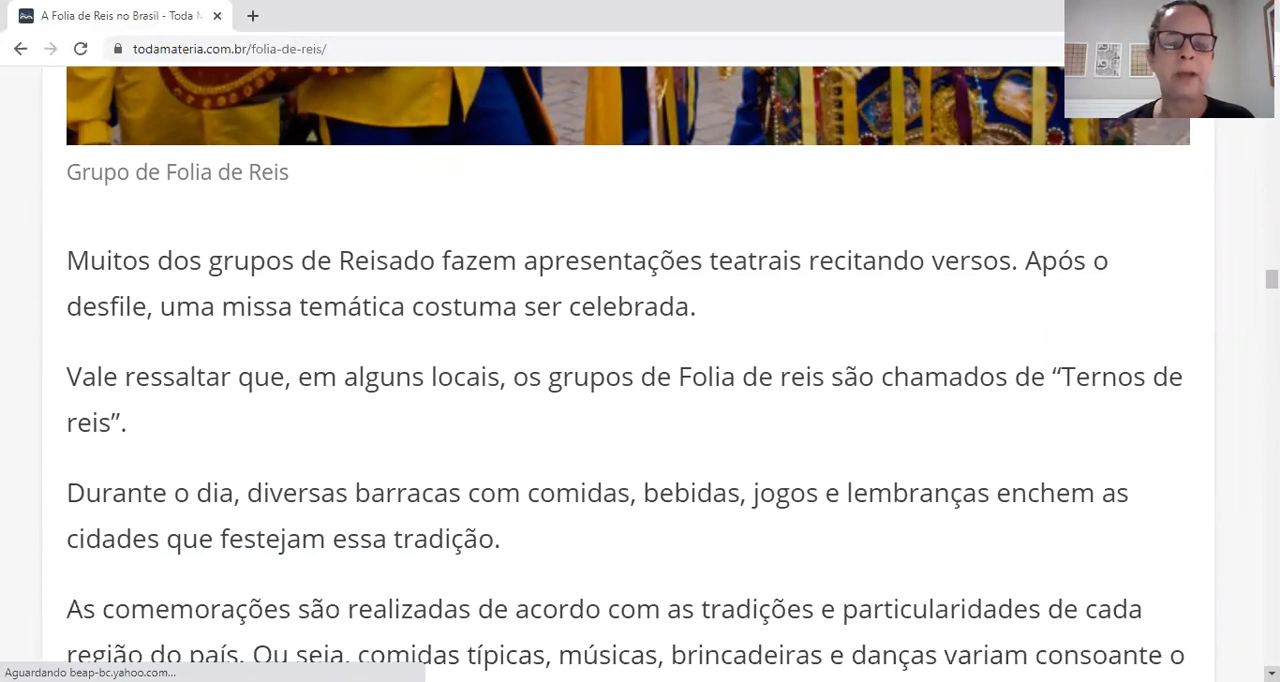 A Folia de Reis no Brasil - Toda M
todamateria.com.br/folia-de-reis/
Grupo de Folia de Reis
Muitos dos grupos de Reisado fazem apresentações teatrais recitando versos. Após o
desfile, uma missa temática costuma ser celebrada.
Vale ressaltar que, em alguns locais, os grupos de Folia de reis são chamados de “Ternos de
reis”.
Durante o dia, diversas barracas com comidas, bebidas, jogos e lembranças enchem as
cidades que festejam essa tradição.
As comemorações são realizadas de acordo com as tradições e particularidades de cada
região do país. Ou seja, comidas típicas, músicas, brincadeiras e danças variam consoante o
Aguardando beap-bc.yahoo.com...